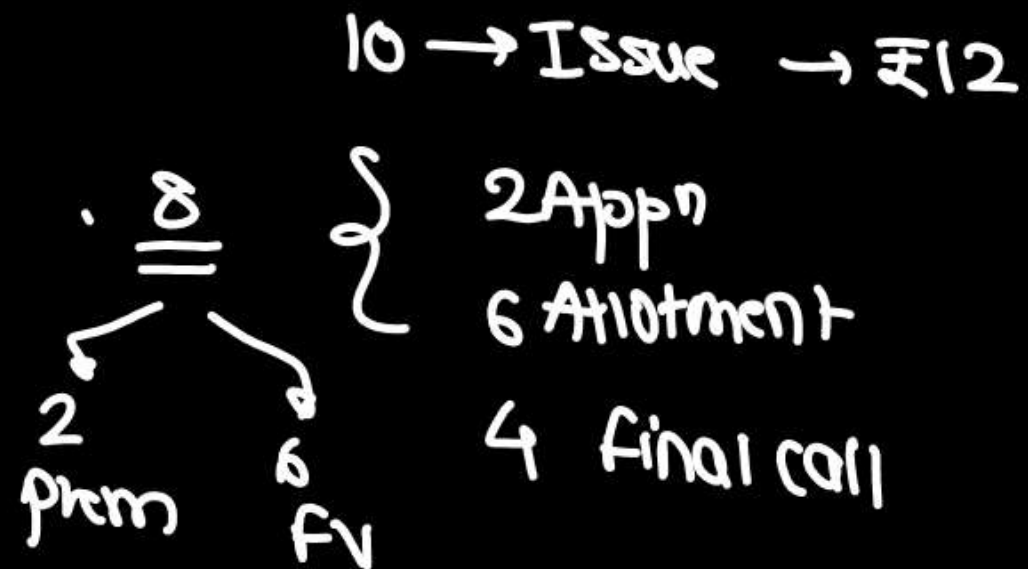 10 → Issue → ₹12
8
2 Appn
6 Allotment
2
prem
6
FV
4 final call